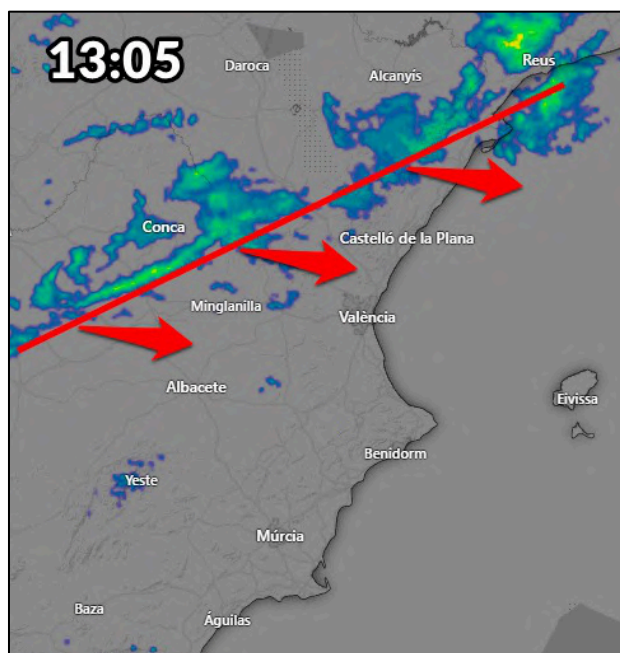 13:05
Daroca
Alcanyís
Reus
Conca
Castelló de la Plana
Minglanilla
València
Albacete
Eivissa
Benidorm
Yeste
Múrcia
Baza
Águilas